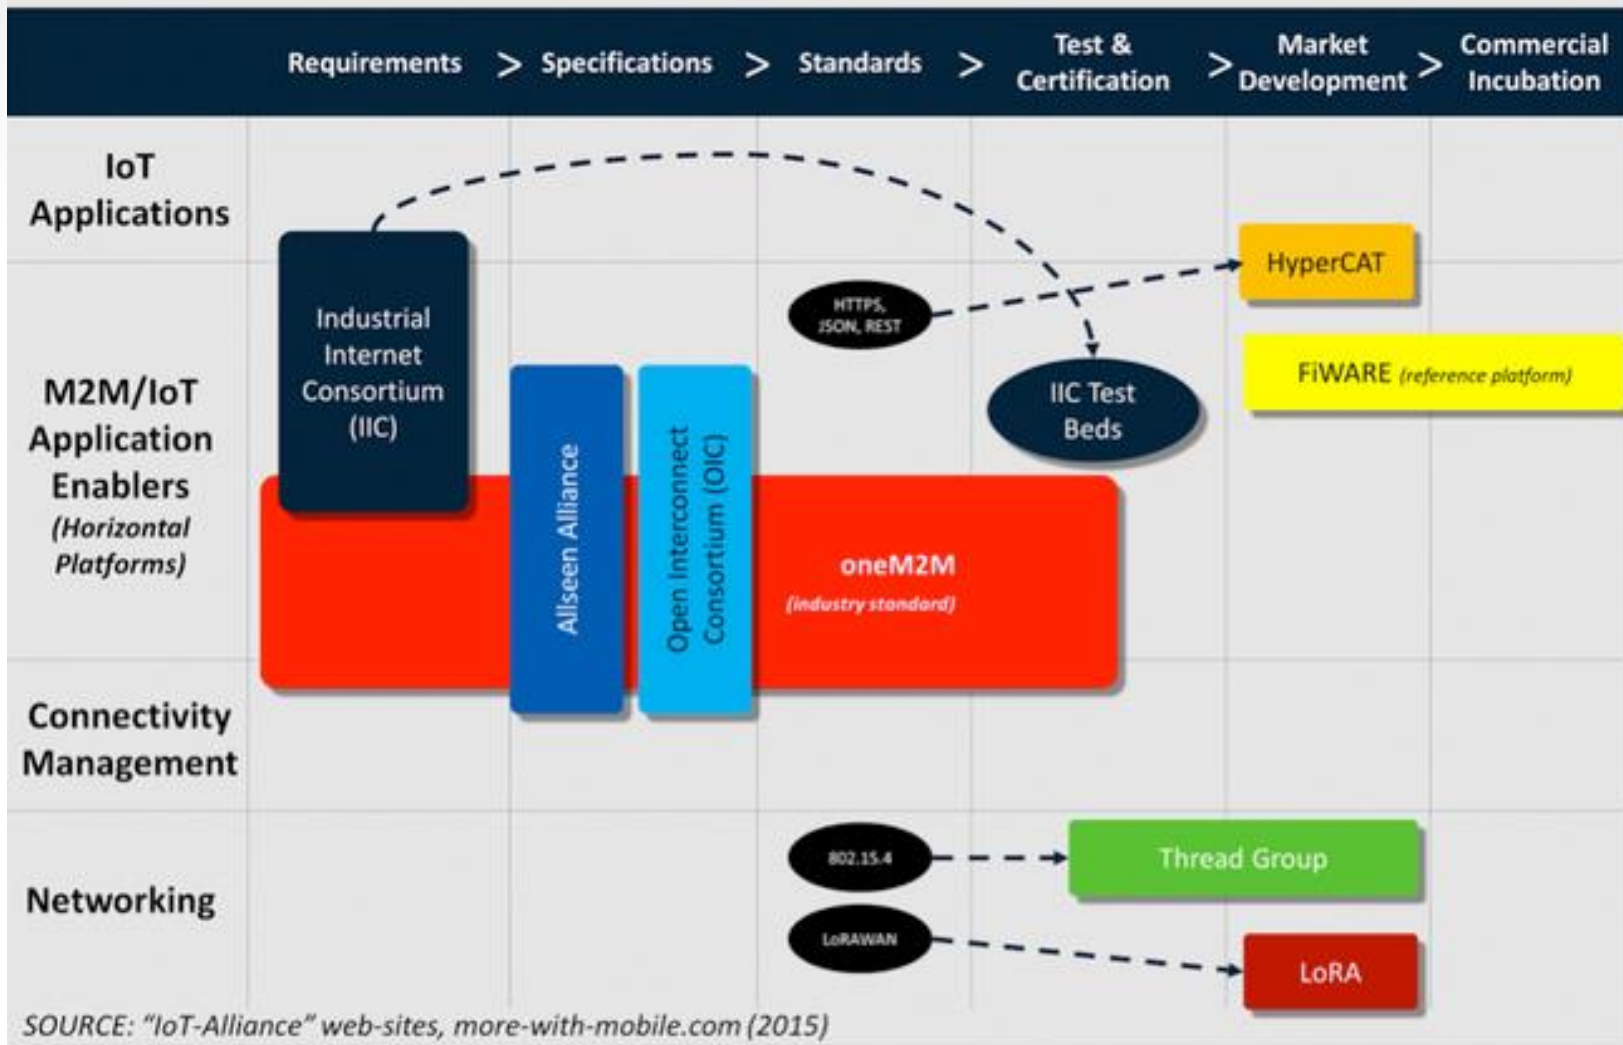 Requirements > Specifications > Standards > Test & Certification > Market Development > Commercial Incubation
IoT
Applications
HyperCAT
HTTPS,
JSON, REST
Industrial
Internet
Consortium
(IIC)
FiWARE (reference platform)
IIC Test
Beds
M2M/IoT
Application
Enablers
(Horizontal
Platforms)
Allseen Alliance
Open Interconnect
Consortium (OIC)
oneM2M
(industry standard)
Connectivity
Management
Networking
802.15.4
Thread Group
LoRAWAN
LoRA
SOURCE: "IoT-Alliance" web-sites, more-with-mobile.com (2015)